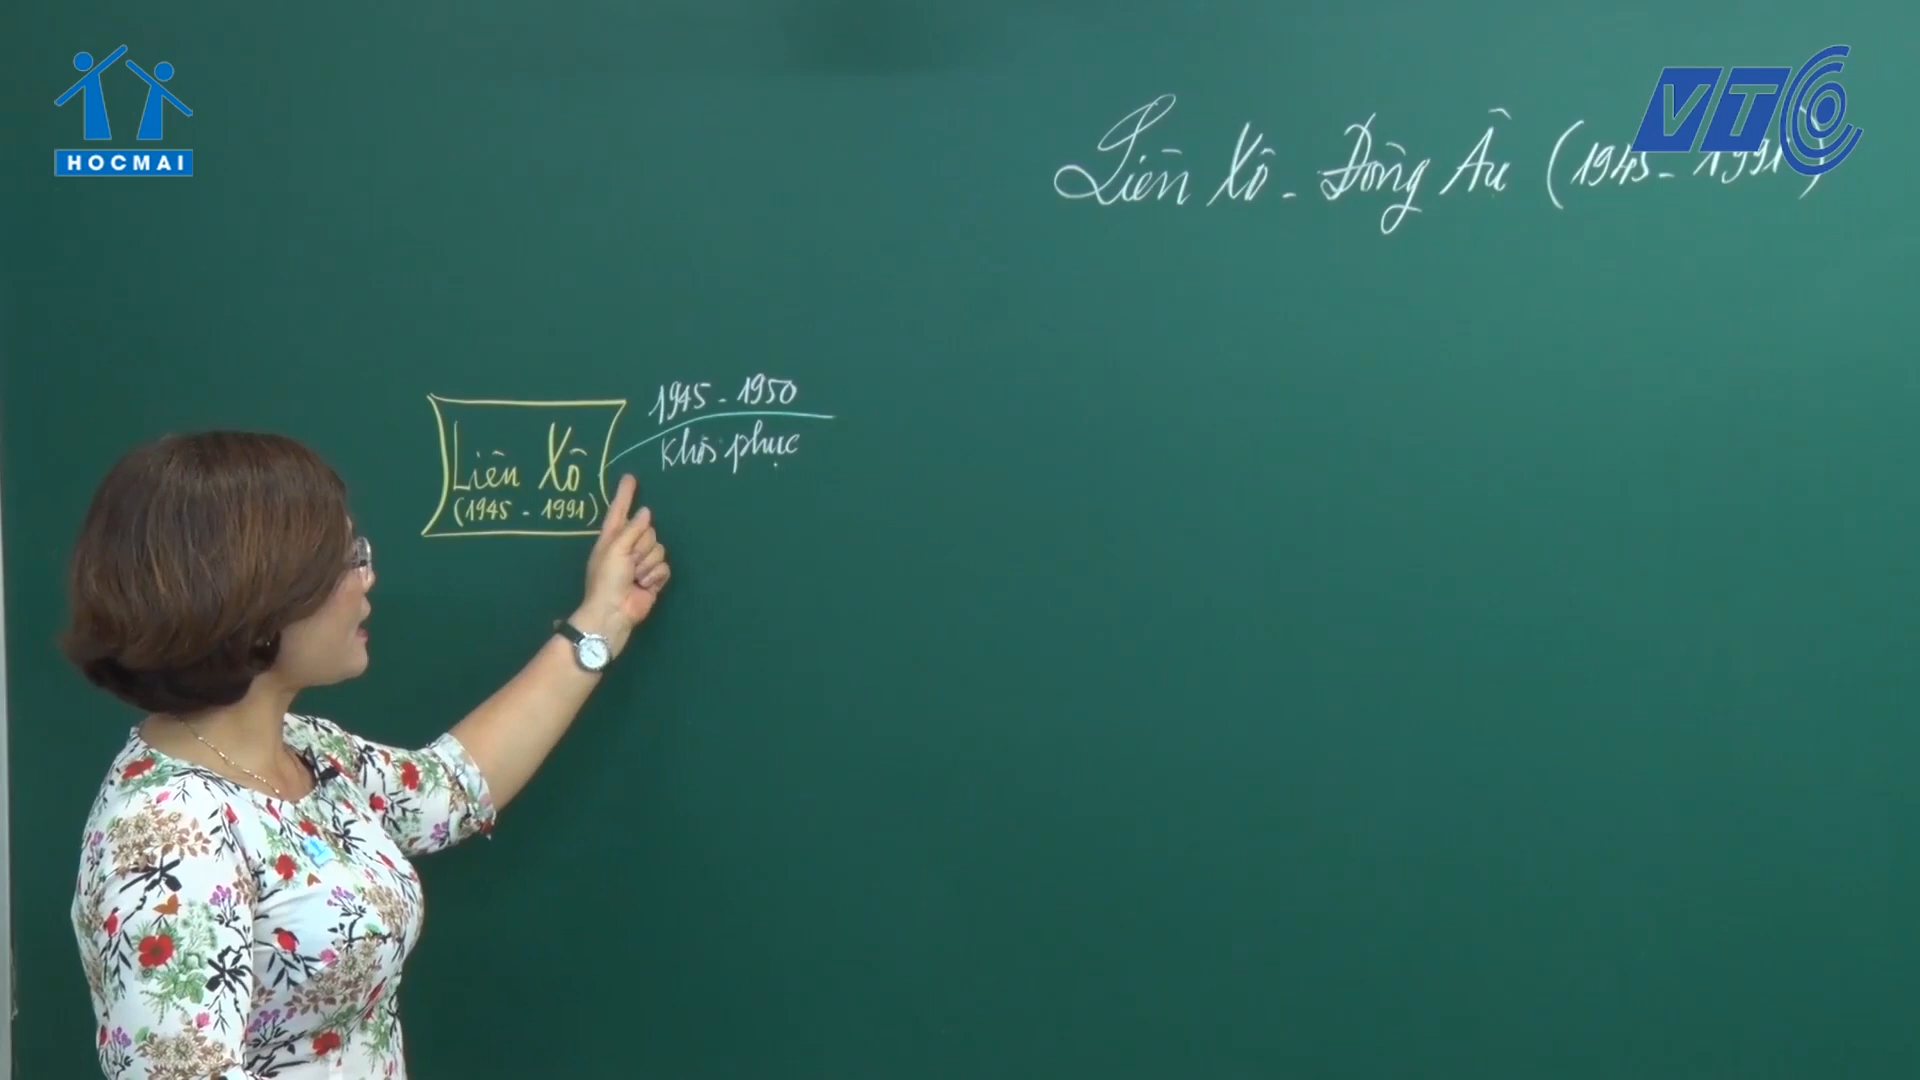 HOCMAI
VTC
Liên Xô - Đông Âu (1945 - 1991)
1945 - 1950
Khôi phục
Liên Xô
(1945 - 1991)